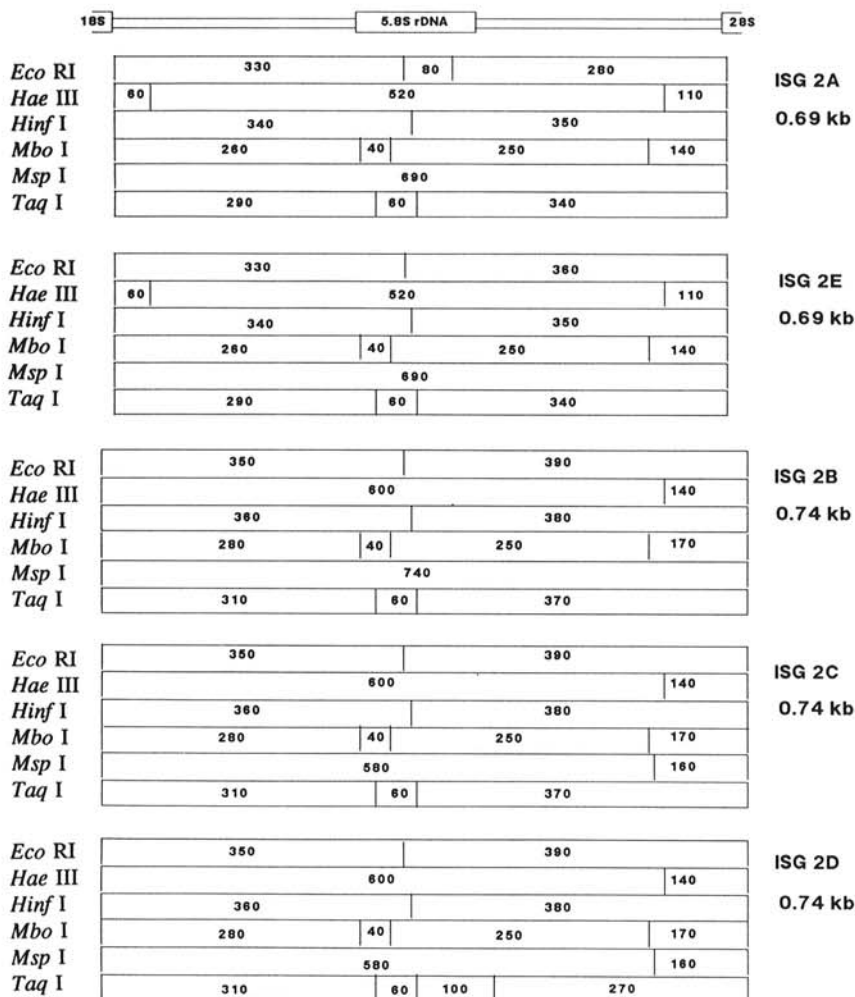 18S 5.8S rDNA 28S
Eco RI 330 80 280
Hae III 60 520 110
Hinf I 340 350
Mbo I 260 40 250 140
Msp I 690
Taq I 290 60 340
ISG 2A
0.69 kb
Eco RI 330 360
Hae III 60 520 110
Hinf I 340 350
Mbo I 260 40 250 140
Msp I 690
Taq I 290 60 340
ISG 2E
0.69 kb
Eco RI 350 390
Hae III 600 140
Hinf I 360 380
Mbo I 280 40 250 170
Msp I 740
Taq I 310 60 370
ISG 2B
0.74 kb
Eco RI 350 390
Hae III 600 140
Hinf I 360 380
Mbo I 280 40 250 170
Msp I 580 160
Taq I 310 60 370
ISG 2C
0.74 kb
Eco RI 350 390
Hae III 600 140
Hinf I 360 380
Mbo I 280 40 250 170
Msp I 580 160
Taq I 310 60 100 270
ISG 2D
0.74 kb